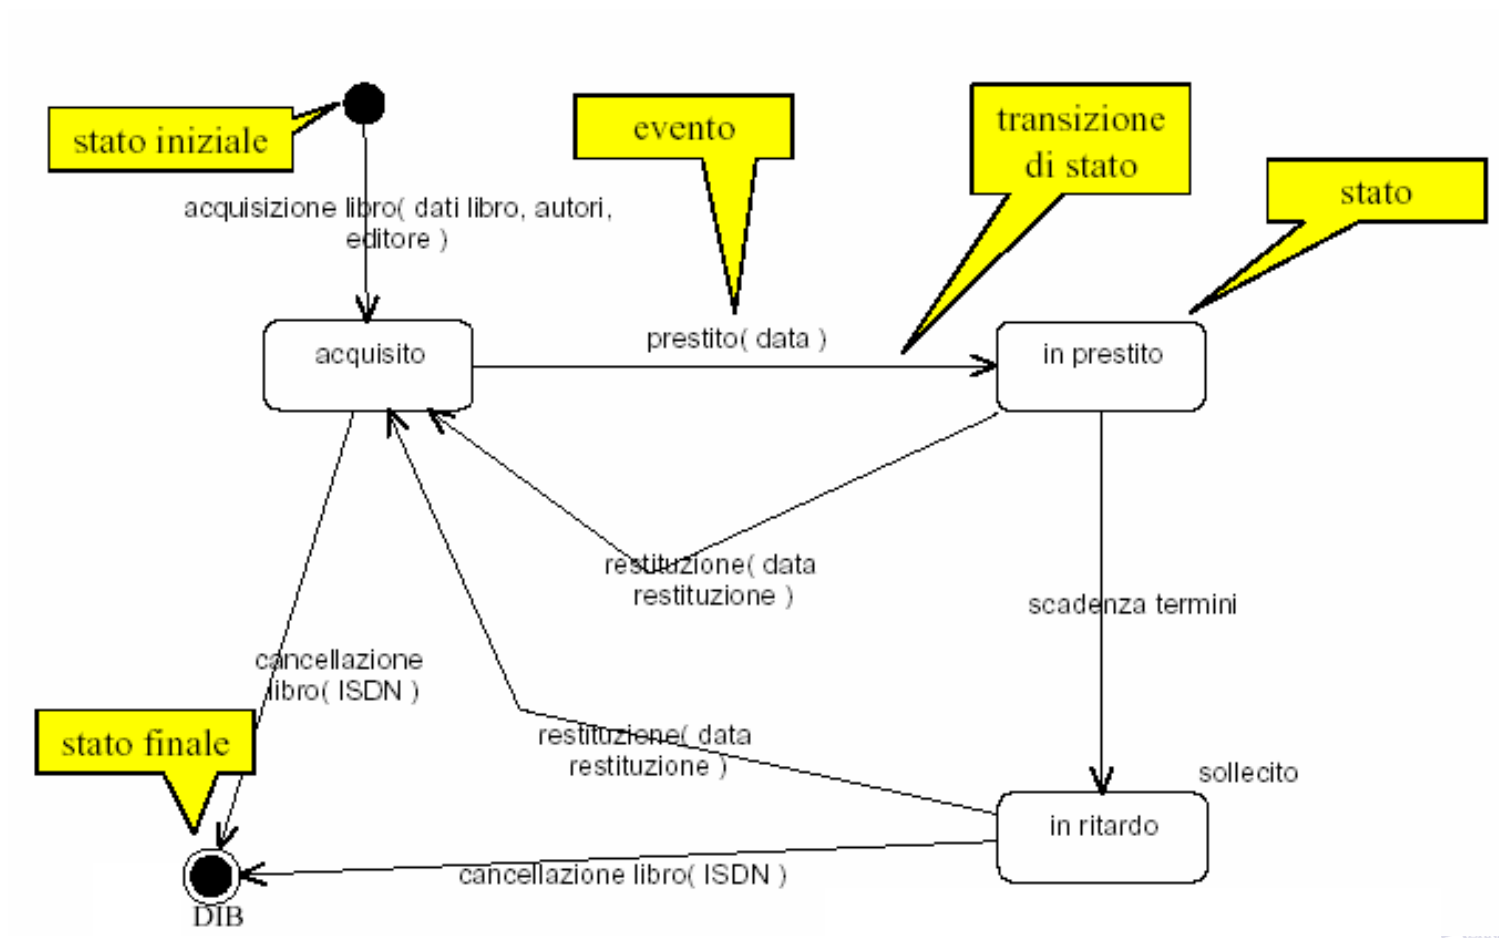 stato iniziale
evento
transizione
di stato
stato
acquisizione libro( dati libro, autori,
editore )
prestito( data )
acquisito
in prestito
restituzione( data
restituzione )
scadenza termini
cancellazione
libro( ISDN )
stato finale
restituzione( data
restituzione )
sollecito
in ritardo
cancellazione libro( ISDN )
DIB